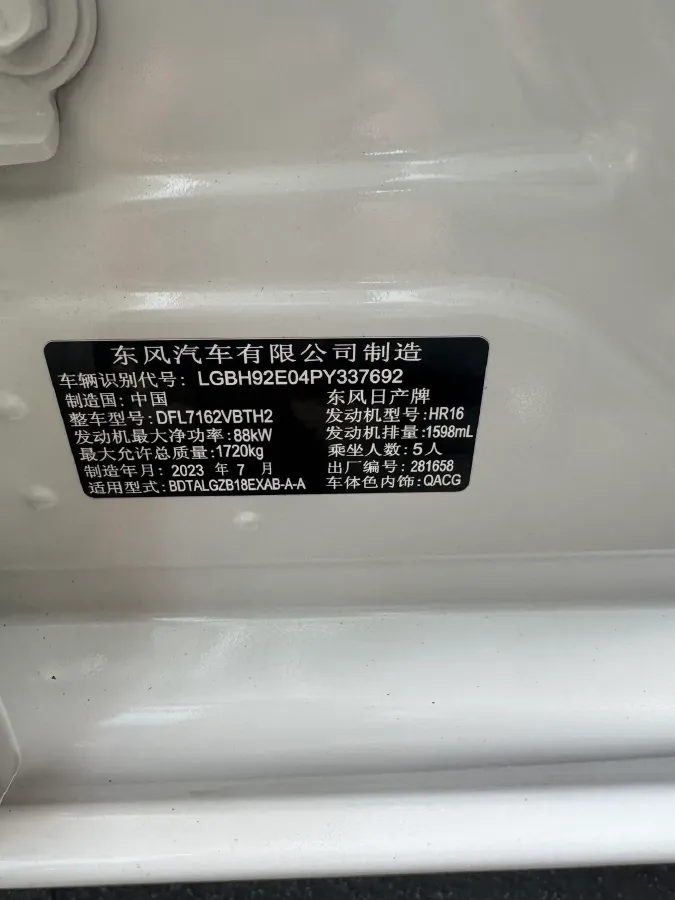 东风汽车有限公司制造
车辆识别代号: LGBH92E04PY337692
制造国: 中国 东风日产牌
整车型号: DFL7162VBTH2 发动机型号: HR16
发动机最大净功率: 88kW 发动机排量: 1598mL
最大允许总质量: 1720kg 乘坐人数: 5人
制造年月: 2023 年 7 月 出厂编号: 281658
适用型式: BDTALGZB18EXAB-A-A 车体色内饰: QACG